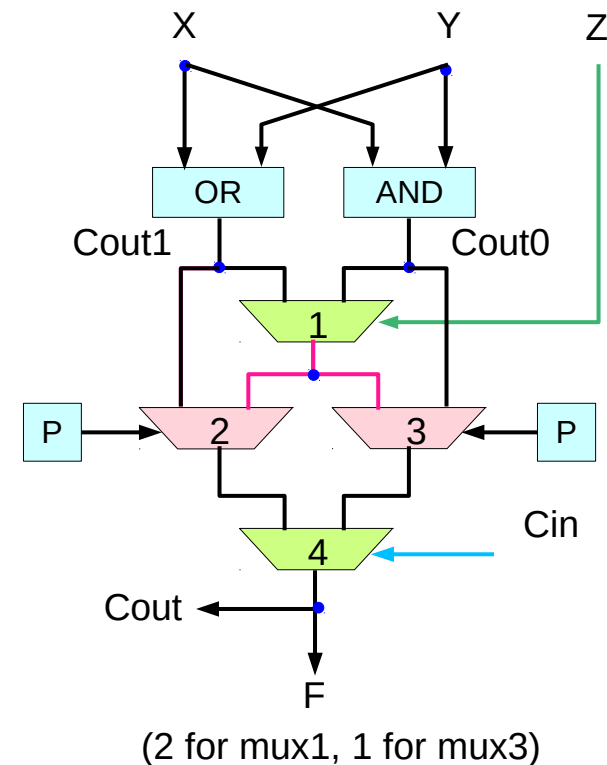 X Y Z
OR AND
Cout1 Cout0
1
P 2 3 P
Cin
4
Cout
F
(2 for mux1, 1 for mux3)